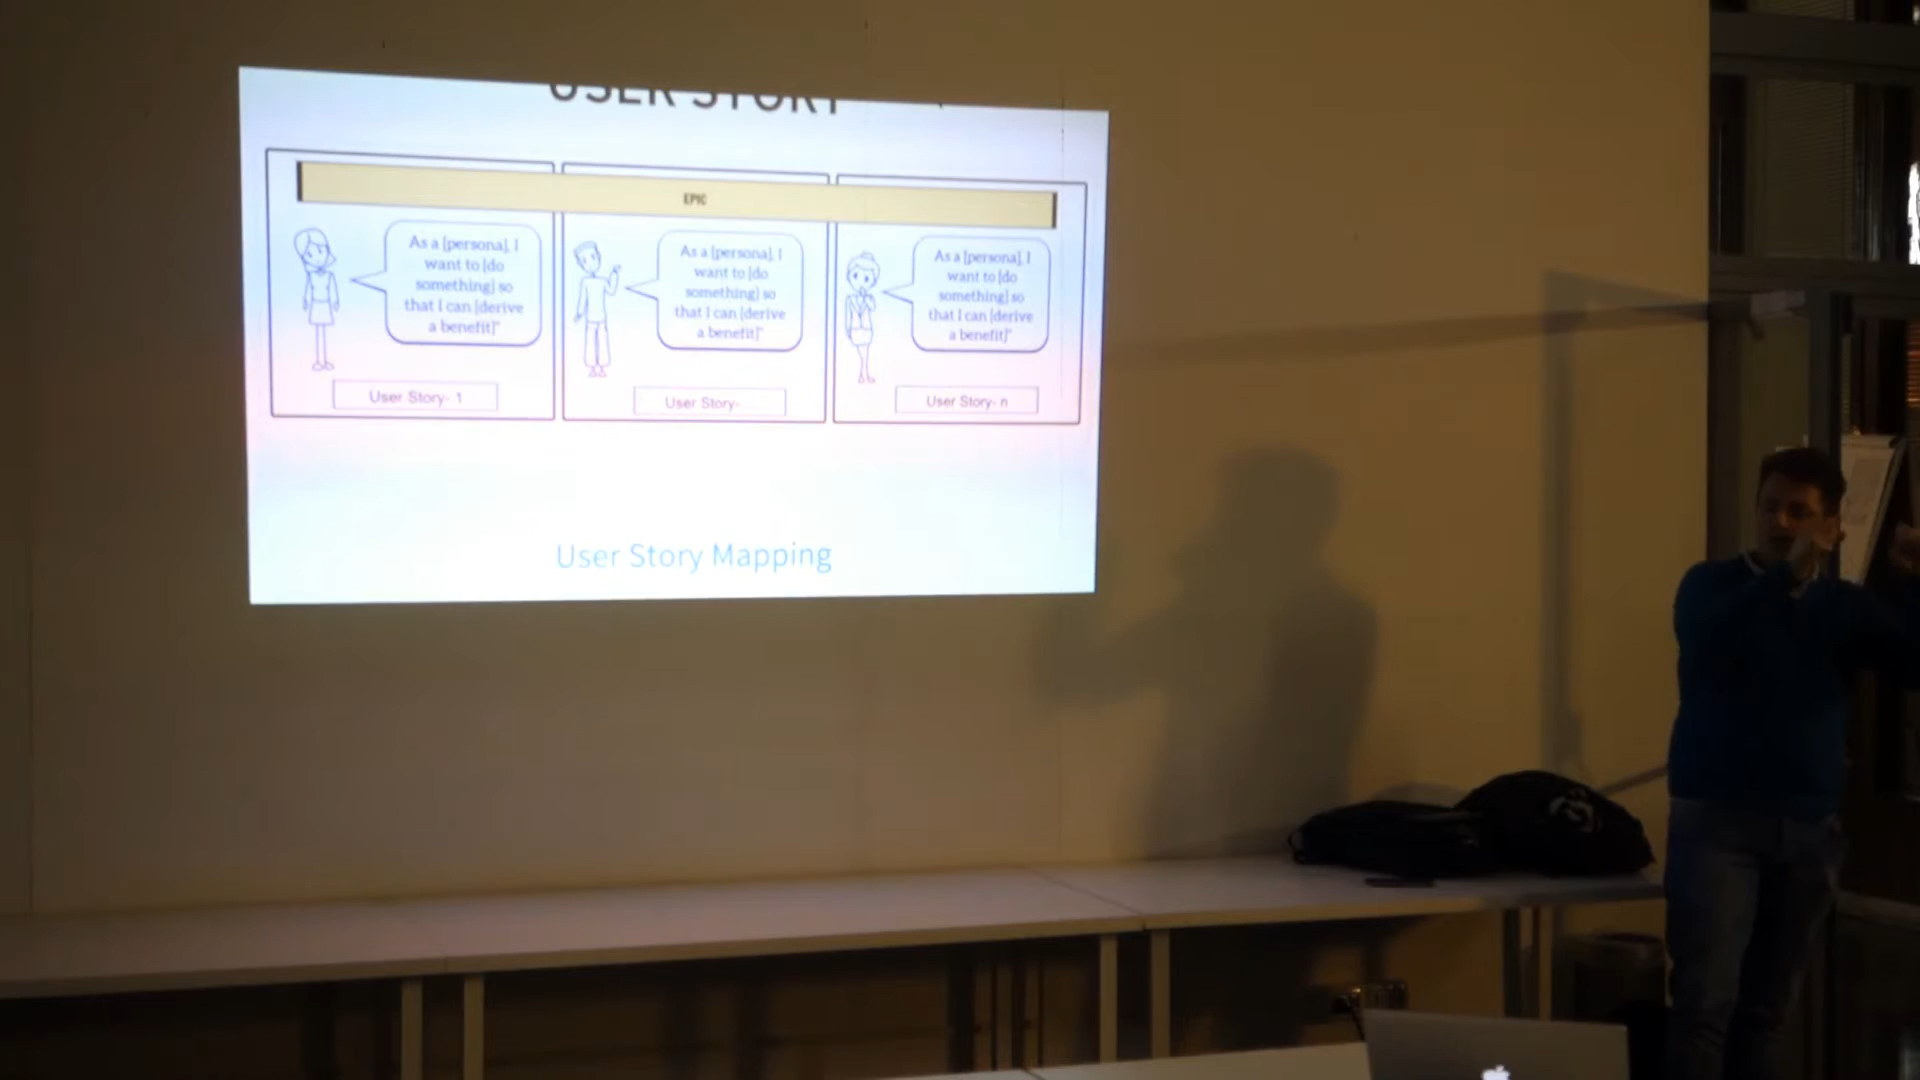 USER STORY
EPIC
As a [persona], I
want to [do
something] so
that I can [derive
a benefit]"
User Story- 1
As a [persona], I
want to [do
something] so
that I can [derive
a benefit]"
User Story-
As a [persona], I
want to [do
something] so
that I can [derive
a benefit]"
User Story- n
User Story Mapping